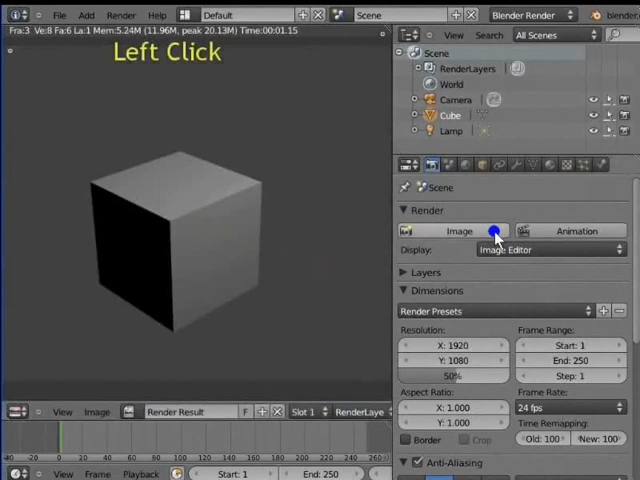 File Add Render Help Default Scene Blender Render blender.
Fra:3 Ve:8 Fa:6 La:1 Mem:5.24M (11.96M, peak 20.13M) Time:00:01.15
Left Click
View Search All Scenes
Scene
RenderLayers
World
Camera
Cube
Lamp
Scene
Render
Image Animation
Display: Image Editor
Layers
Dimensions
Render Presets
Resolution: Frame Range:
X: 1920 Start: 1
Y: 1080 End: 250
50% Step: 1
Aspect Ratio: Frame Rate:
X: 1.000 24 fps
Y: 1.000 Time Remapping:
Border Crop Old: 100 New: 100
Anti-Aliasing
View Image Render Result F Slot 1 RenderLaye
-40 -20 0 20 40 60 80 100 120 140 160 180 200 220 240 260
View Frame Playback Start: 1 End: 250